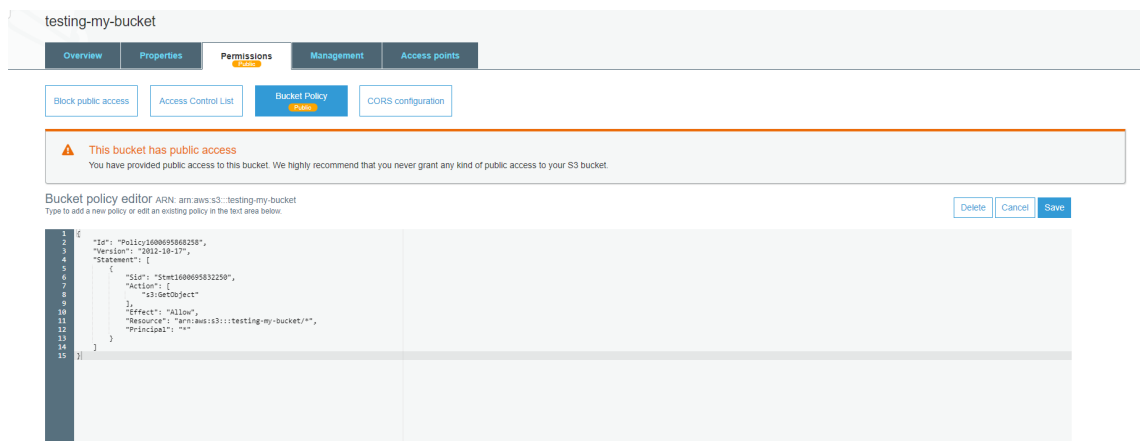 testing-my-bucket
Overview
Properties
Permissions
Public
Management
Access points
Block public access
Access Control List
Bucket Policy
Public
CORS configuration
This bucket has public access
You have provided public access to this bucket. We highly recommend that you never grant any kind of public access to your S3 bucket.
Bucket policy editor ARN: arn:aws:s3:::testing-my-bucket
Type to add a new policy or edit an existing policy in the text area below.
Delete
Cancel
Save
1 {
2 "Id": "Policy1600695868258",
3 "Version": "2012-10-17",
4 "Statement": [
5 {
6 "Sid": "Stmt1600695832250",
7 "Action": [
8 "s3:GetObject"
9 ],
10 "Effect": "Allow",
11 "Resource": "arn:aws:s3:::testing-my-bucket/*",
12 "Principal": "*"
13 }
14 ]
15 }